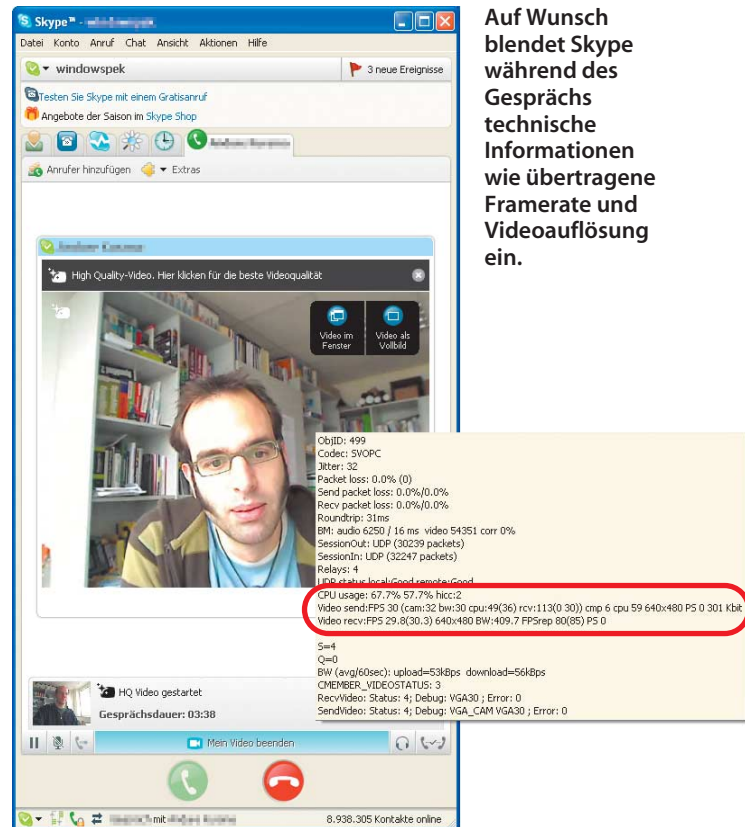 Skype™ -
Datei Konto Anruf Chat Ansicht Aktionen Hilfe
windowspek
3 neue Ereignisse
Testen Sie Skype mit einem Gratisanruf
Angebote der Saison im Skype Shop
Anrufer hinzufügen Extras
High Quality-Video. Hier klicken für die beste Videoqualität
Video im Fenster
Video als Vollbild
ObjID: 499
Codec: SVOPC
Jitter: 32
Packet loss: 0.0% (0)
Send packet loss: 0.0%/0.0%
Recv packet loss: 0.0%/0.0%
Roundtrip: 31ms
BM: audio 6250 / 16 ms video 54351 corr 0%
SessionOut: UDP (30239 packets)
SessionIn: UDP (32247 packets)
Relays: 4
UDP status local:Good remote:Good
CPU usage: 67.7% 57.7% hicc:2
Video send:FPS 30 (cam:32 bw:30 cpu:49(36) rcv:113(0 30)) cmp 6 cpu 59 640x480 PS 0 301 Kbit
Video recv:FPS 29.8(30.3) 640x480 BW:409.7 FPSrep 80(85) PS 0
S=4
Q=0
BW (avg/60sec): upload=53kBps download=56kBps
CMEMBER_VIDEOSTATUS: 3
RecvVideo: Status: 4; Debug: VGA30 ; Error: 0
SendVideo: Status: 4; Debug: VGA_CAM VGA30 ; Error: 0
HQ Video gestartet
Gesprächsdauer: 03:38
Mein Video beenden
mit
8.938.305 Kontakte online
Auf Wunsch
blendet Skype
während des
Gesprächs
technische
Informationen
wie übertragene
Framerate und
Videoauflösung
ein.